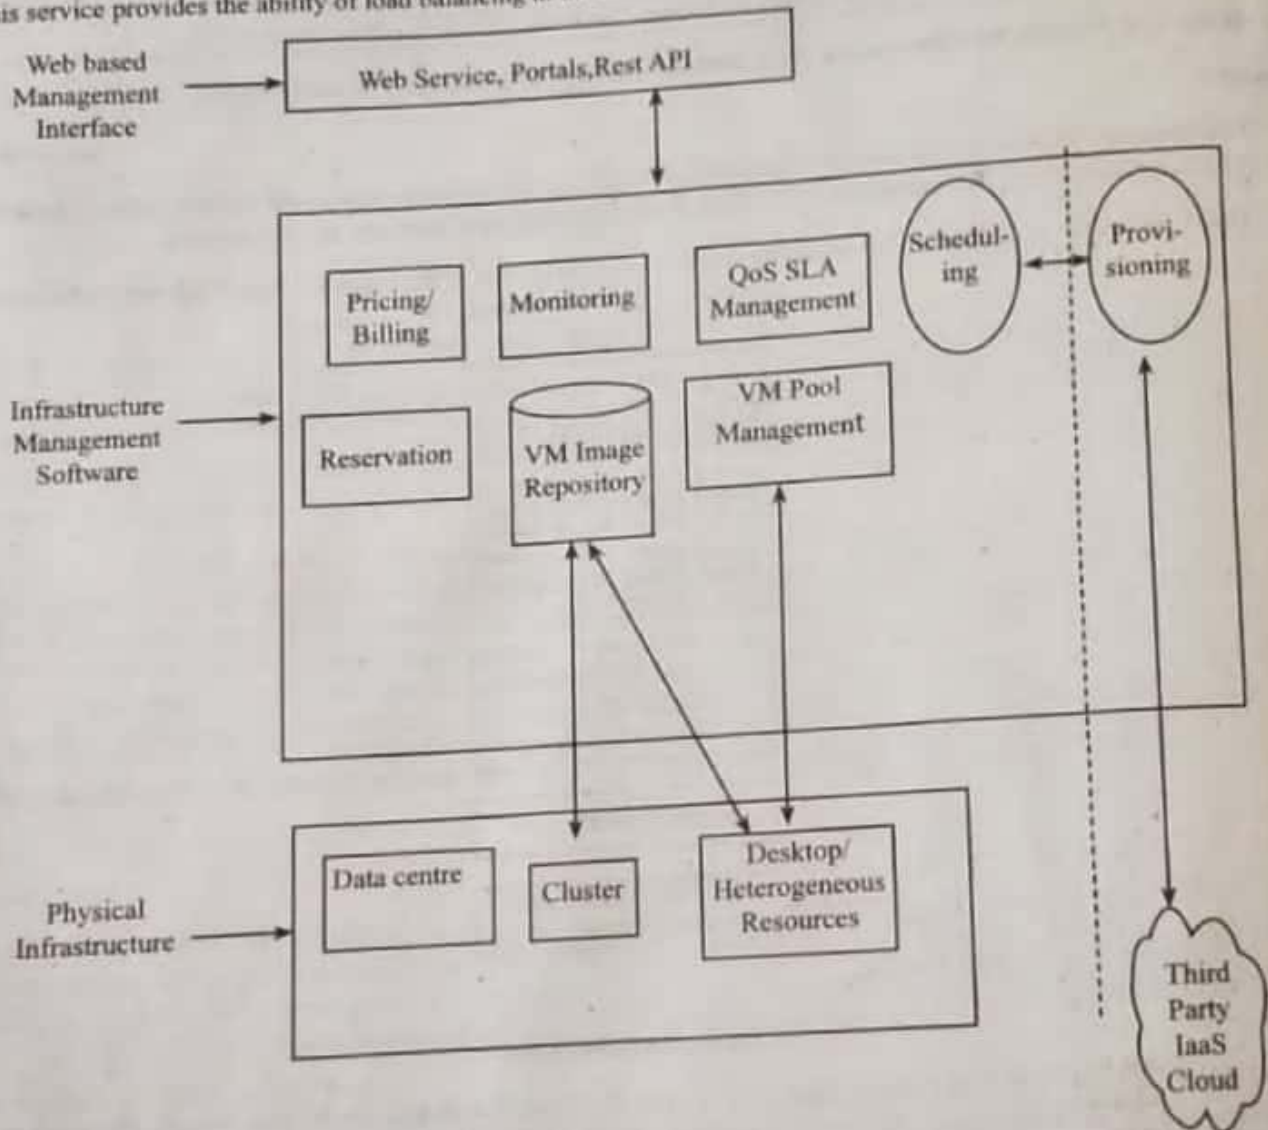 is service provides the ability of load balancing
Web based
Management
Interface
Web Service, Portals,Rest API
Pricing/
Billing
Monitoring
QoS SLA
Management
Schedul-
ing
Provi-
sioning
Infrastructure
Management
Software
Reservation
VM Image
Repository
VM Pool
Management
Physical
Infrastructure
Data centre
Cluster
Desktop/
Heterogeneous
Resources
Third
Party
IaaS
Cloud